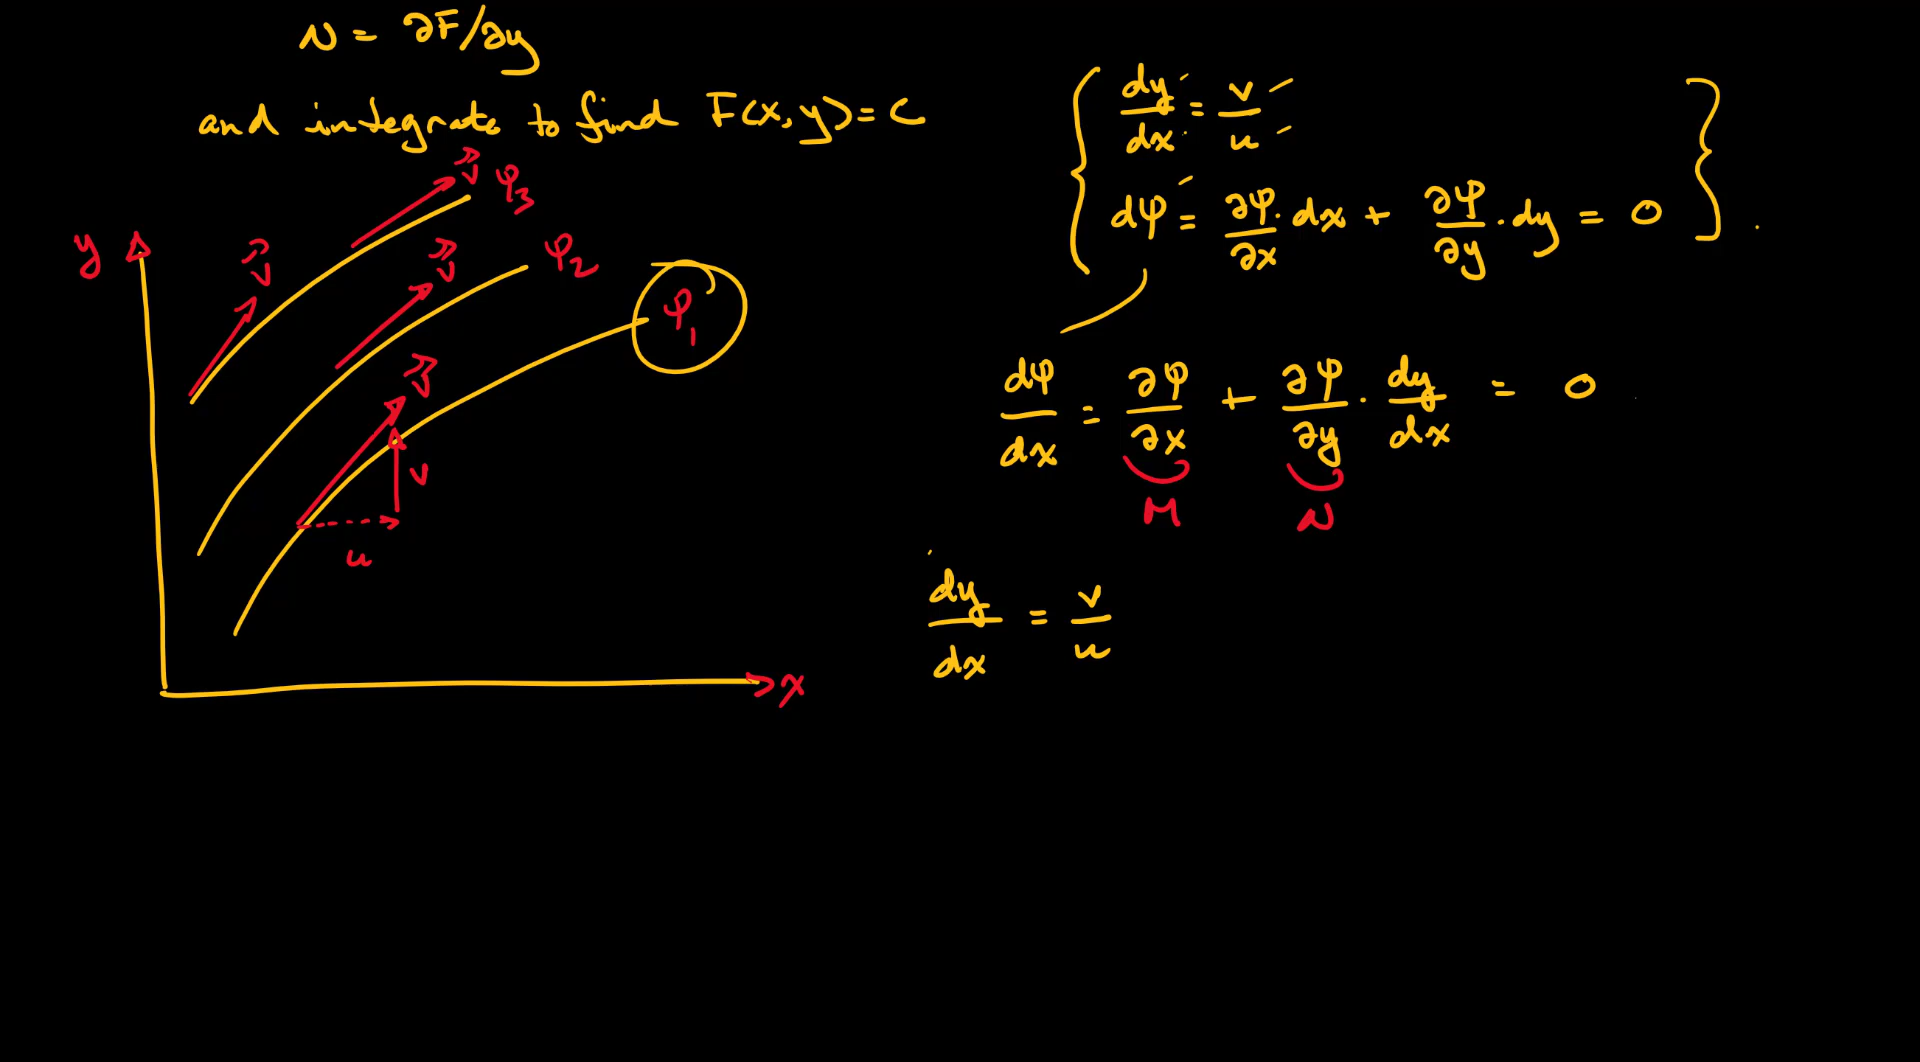 N = ∂F/∂y
and integrate to find F(x,y) = C
dy/dx = v/u
dφ = ∂φ/∂x · dx + ∂φ/∂y · dy = 0
y
v⃗
v⃗ φ3
v⃗ φ2
φ1
v⃗
v
u
x
dφ/dx = ∂φ/∂x + ∂φ/∂y · dy/dx = 0
M N
dy/dx = v/u